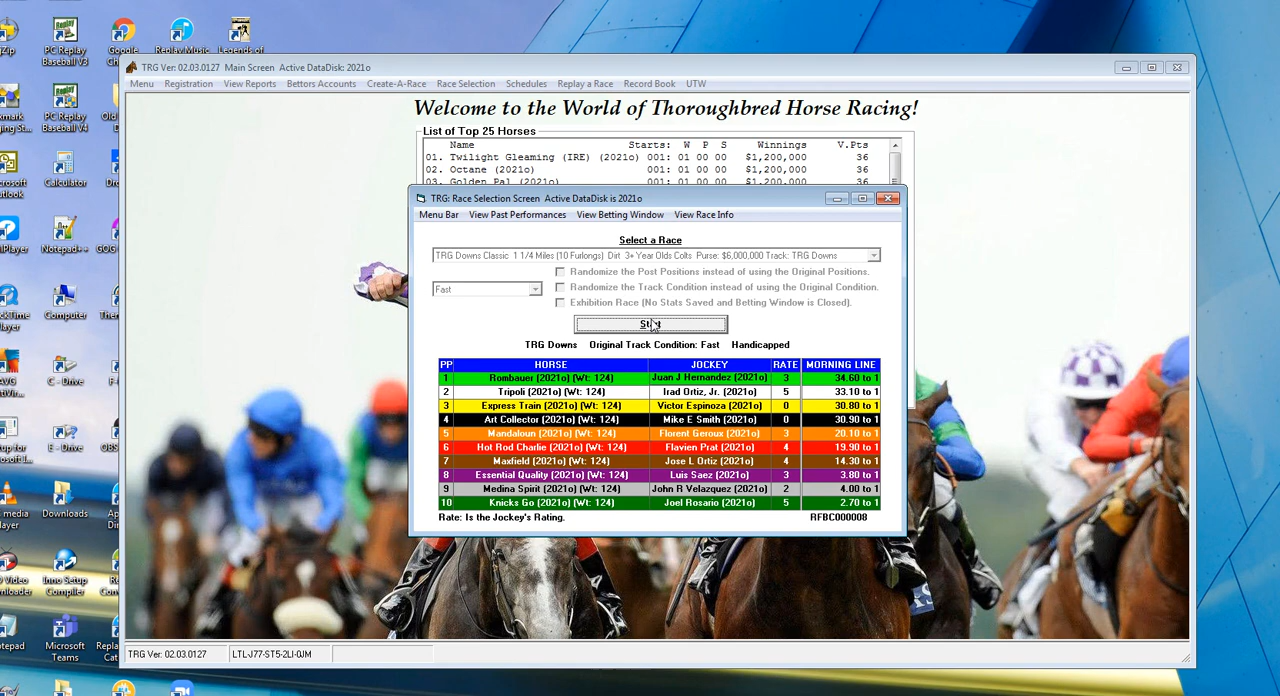 gZip
PC Replay
Baseball V3
Google
Replay Music
Legends of
PC Replay
Baseball V4
Calculator
Notepad++
GOG
Player
Computer
C - Drive
E - Drive
OBS
Downloads
Inno Setup
Compiler
Microsoft
Teams
TRG Ver: 02.03.0127 Main Screen Active DataDisk: 2021o
Menu Registration View Reports Bettors Accounts Create-A-Race Race Selection Schedules Replay a Race Record Book UTW
Welcome to the World of Thoroughbred Horse Racing!
List of Top 25 Horses
Name Starts: W P S Winnings V.Pts
01. Twilight Gleaming (IRE) (2021o) 001: 01 00 00 $1,200,000 36
02. Octane (2021o) 001: 01 00 00 $1,200,000 36
03. Golden Pal (2021o) 001: 01 00 00 $1,200,000 36
TRG: Race Selection Screen Active DataDisk is 2021o
Menu Bar View Past Performances View Betting Window View Race Info
Select a Race
TRG Downs Classic 1 1/4 Miles (10 Furlongs) Dirt 3+ Year Olds Colts Purse: $6,000,000 Track: TRG Downs
Randomize the Post Positions instead of using the Original Positions.
Fast
Randomize the Track Condition instead of using the Original Condition.
Exhibition Race (No Stats Saved and Betting Window is Closed).
Start
TRG Downs Original Track Condition: Fast Handicapped
PP HORSE JOCKEY RATE MORNING LINE
1 Rombauer (2021o) (Wt: 124) Juan J Hernandez (2021o) 3 34.60 to 1
2 Tripoli (2021o) (Wt: 124) Irad Ortiz, Jr. (2021o) 5 33.10 to 1
3 Express Train (2021o) (Wt: 124) Victor Espinoza (2021o) 0 30.80 to 1
4 Art Collector (2021o) (Wt: 124) Mike E Smith (2021o) 0 30.90 to 1
5 Mandaloun (2021o) (Wt: 124) Florent Geroux (2021o) 3 20.10 to 1
6 Hot Rod Charlie (2021o) (Wt: 124) Flavien Prat (2021o) 4 19.90 to 1
7 Maxfield (2021o) (Wt: 124) Jose L Ortiz (2021o) 4 14.30 to 1
8 Essential Quality (2021o) (Wt: 124) Luis Saez (2021o) 3 3.80 to 1
9 Medina Spirit (2021o) (Wt: 124) John R Velazquez (2021o) 2 4.00 to 1
10 Knicks Go (2021o) (Wt: 124) Joel Rosario (2021o) 5 2.70 to 1
Rate: Is the Jockey's Rating. RFBC000008
TRG Ver: 02.03.0127 LTL-J77-ST5-2LI-0JM